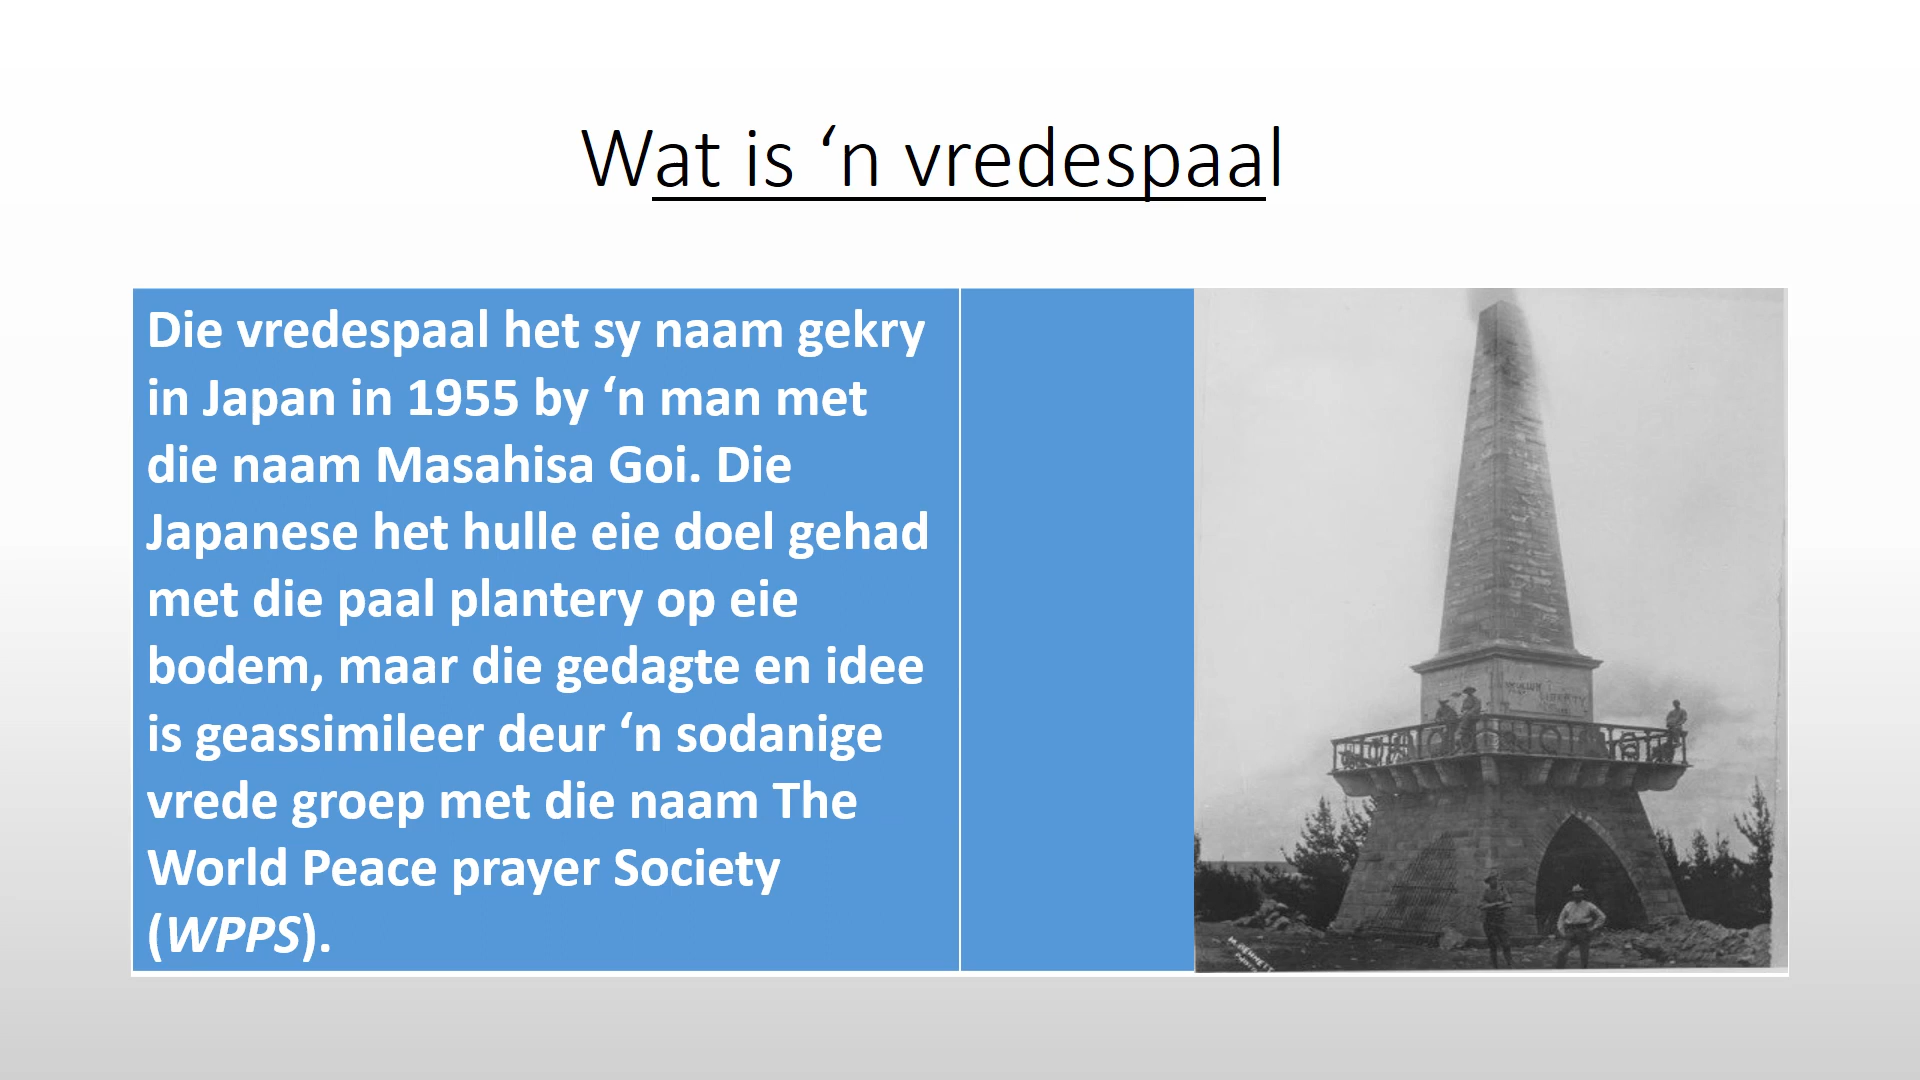 Wat is ‘n vredespaal
Die vredespaal het sy naam gekry
in Japan in 1955 by ‘n man met
die naam Masahisa Goi. Die
Japanese het hulle eie doel gehad
met die paal plantery op eie
bodem, maar die gedagte en idee
is geassimileer deur ‘n sodanige
vrede groep met die naam The
World Peace prayer Society
(WPPS).
LIBERTY